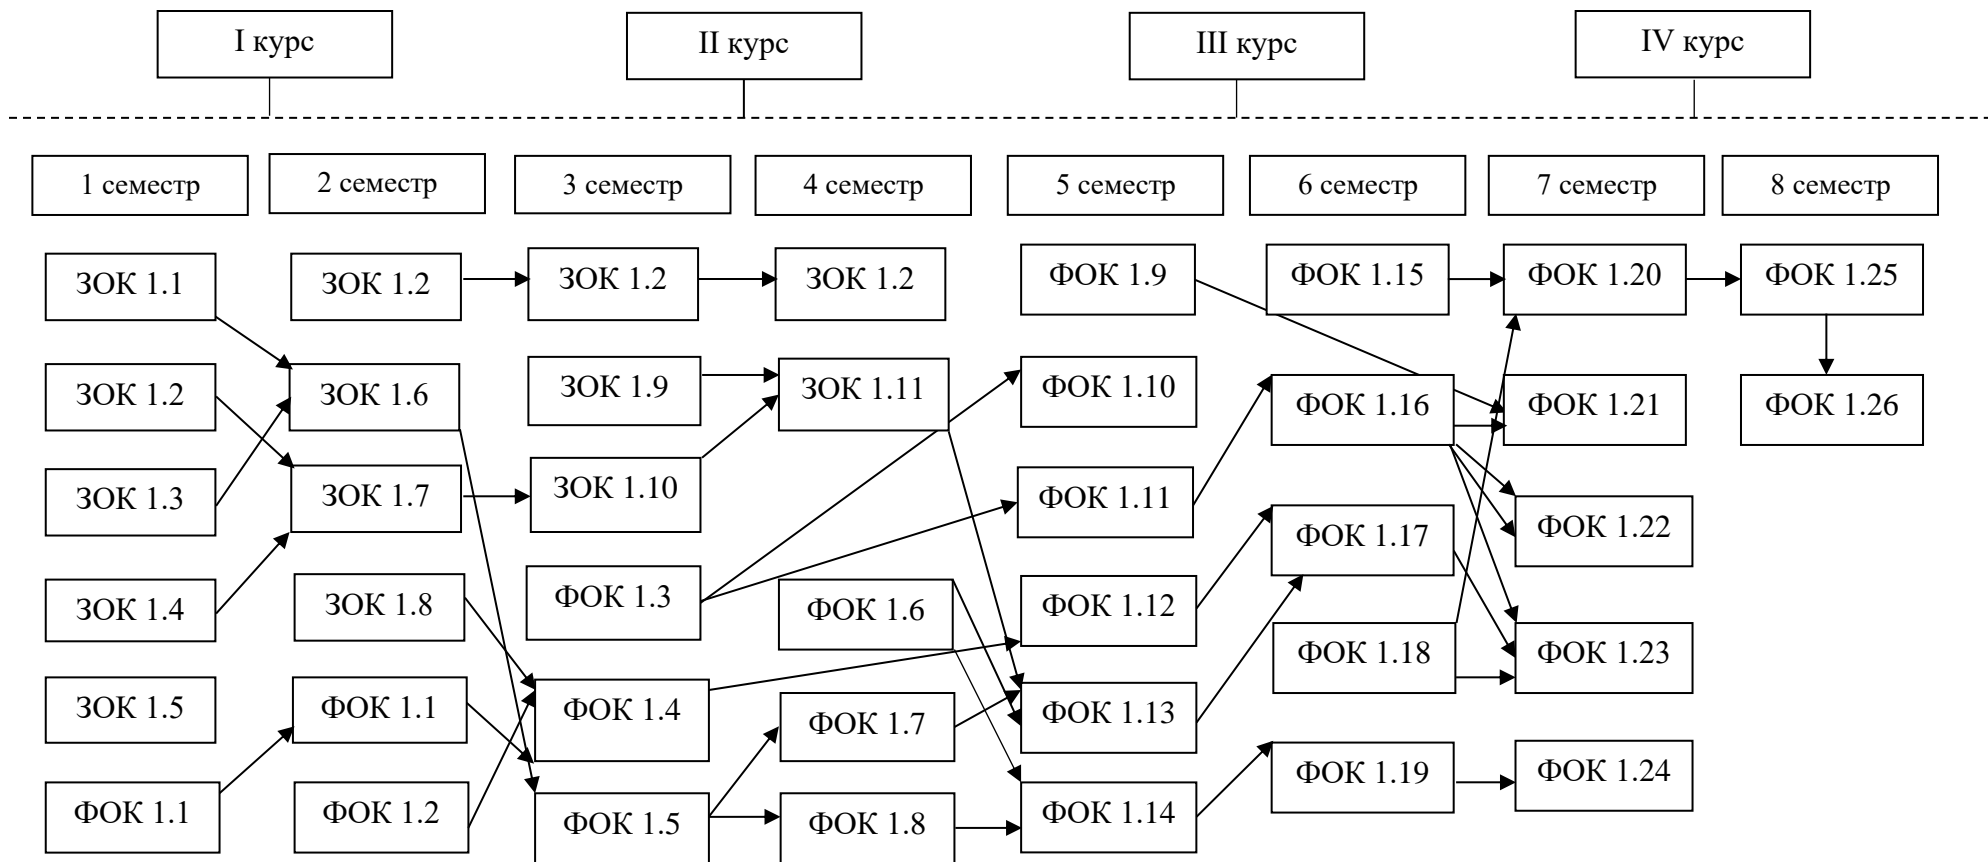 I курс
II курс
III курс
IV курс
1 семестр
2 семестр
3 семестр
4 семестр
5 семестр
6 семестр
7 семестр
8 семестр
ЗОК 1.1
ЗОК 1.2
ЗОК 1.2
ЗОК 1.2
ФОК 1.9
ФОК 1.15
ФОК 1.20
ФОК 1.25
ЗОК 1.2
ЗОК 1.6
ЗОК 1.9
ЗОК 1.11
ФОК 1.10
ФОК 1.16
ФОК 1.21
ФОК 1.26
ЗОК 1.3
ЗОК 1.7
ЗОК 1.10
ФОК 1.11
ФОК 1.17
ФОК 1.22
ЗОК 1.4
ЗОК 1.8
ФОК 1.3
ФОК 1.6
ФОК 1.12
ФОК 1.18
ФОК 1.23
ЗОК 1.5
ФОК 1.1
ФОК 1.4
ФОК 1.7
ФОК 1.13
ФОК 1.19
ФОК 1.24
ФОК 1.1
ФОК 1.2
ФОК 1.5
ФОК 1.8
ФОК 1.14